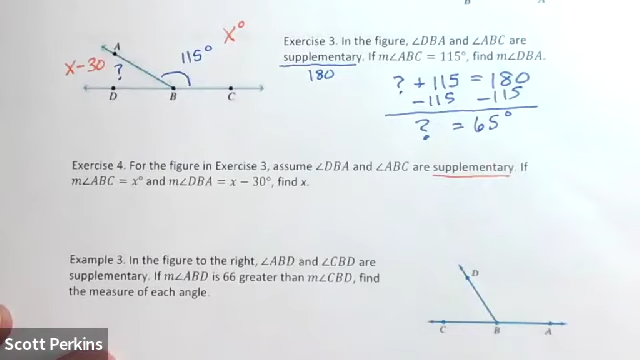 x°
115°
A
x-30
?
D
B
C
Exercise 3. In the figure, ∠DBA and ∠ABC are
supplementary. If m∠ABC = 115°, find m∠DBA.
180
? + 115 = 180
-115 -115
? = 65°
Exercise 4. For the figure in Exercise 3, assume ∠DBA and ∠ABC are supplementary. If
m∠ABC = x° and m∠DBA = x − 30°, find x.
Example 3. In the figure to the right, ∠ABD and ∠CBD are
supplementary. If m∠ABD is 66 greater than m∠CBD, find
the measure of each angle.
D
C
B
A
Scott Perkins